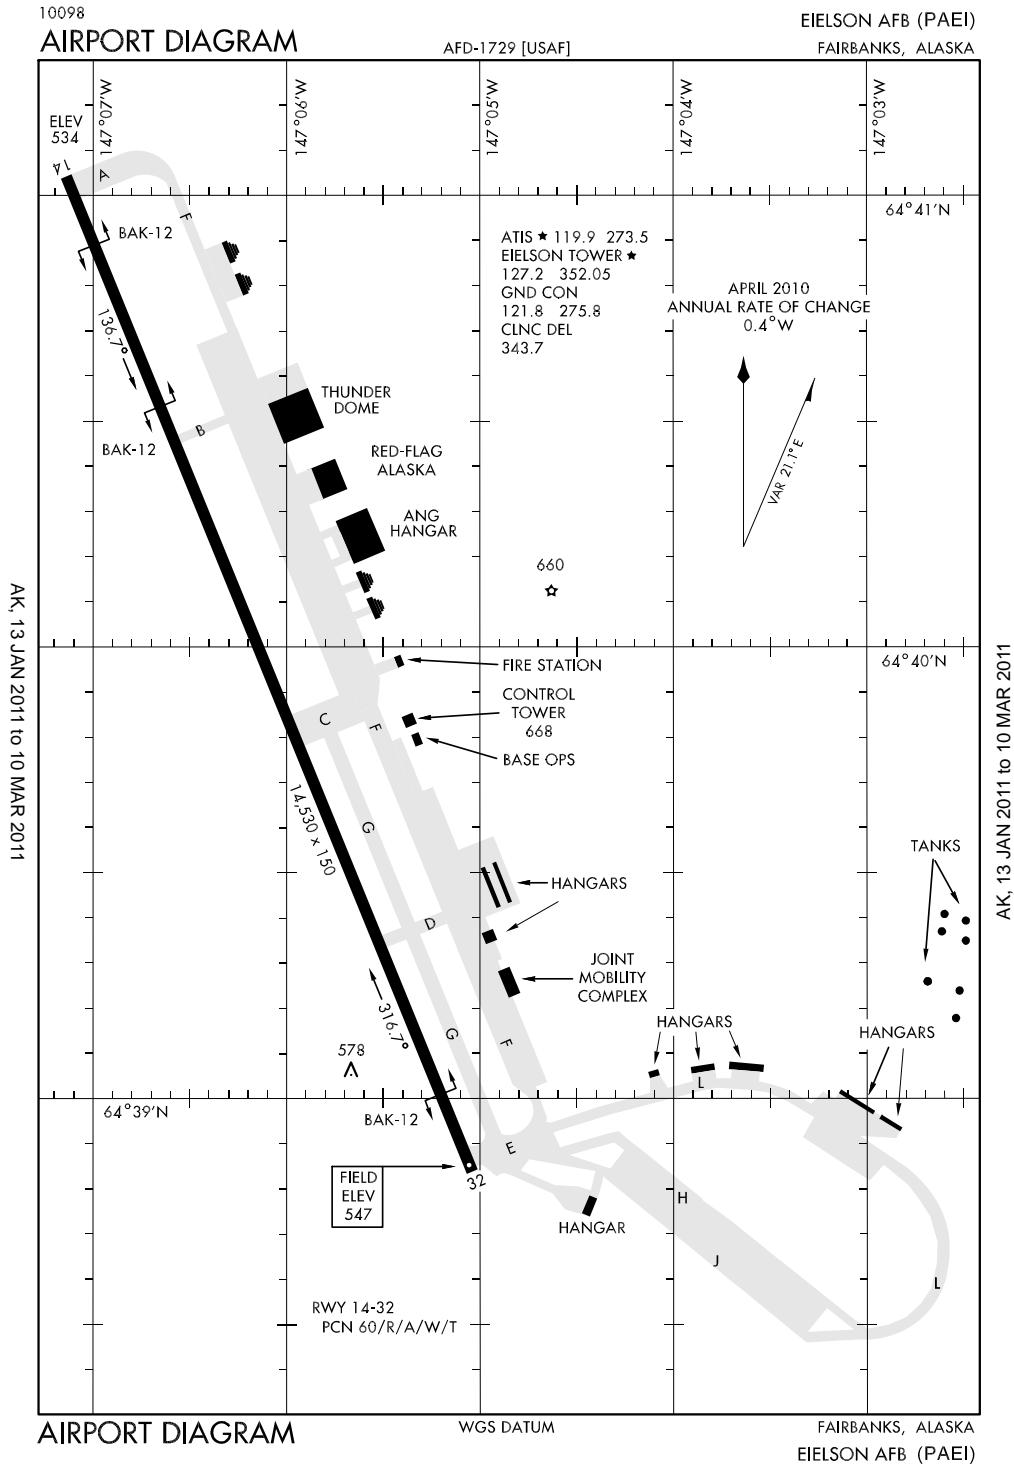 10098
AIRPORT DIAGRAM
AFD-1729 [USAF]
EIELSON AFB (PAEI)
FAIRBANKS, ALASKA
147°07'W
147°06'W
147°05'W
147°04'W
147°03'W
ELEV
534
14
A
F
64°41'N
BAK-12
ATIS ★ 119.9 273.5
EIELSON TOWER ★
127.2 352.05
GND CON
121.8 275.8
CLNC DEL
343.7
APRIL 2010
ANNUAL RATE OF CHANGE
0.4°W
VAR 21.1°E
136.7°
THUNDER
DOME
B
BAK-12
RED-FLAG
ALASKA
ANG
HANGAR
660
AK, 13 JAN 2011 to 10 MAR 2011
AK, 13 JAN 2011 to 10 MAR 2011
FIRE STATION
64°40'N
CONTROL
TOWER
668
C
F
BASE OPS
14,530 x 150
G
TANKS
HANGARS
D
JOINT
MOBILITY
COMPLEX
316.7°
HANGARS
HANGARS
G
F
578
L
64°39'N
BAK-12
E
FIELD
ELEV
547
32
H
HANGAR
J
L
RWY 14-32
PCN 60/R/A/W/T
AIRPORT DIAGRAM
WGS DATUM
FAIRBANKS, ALASKA
EIELSON AFB (PAEI)